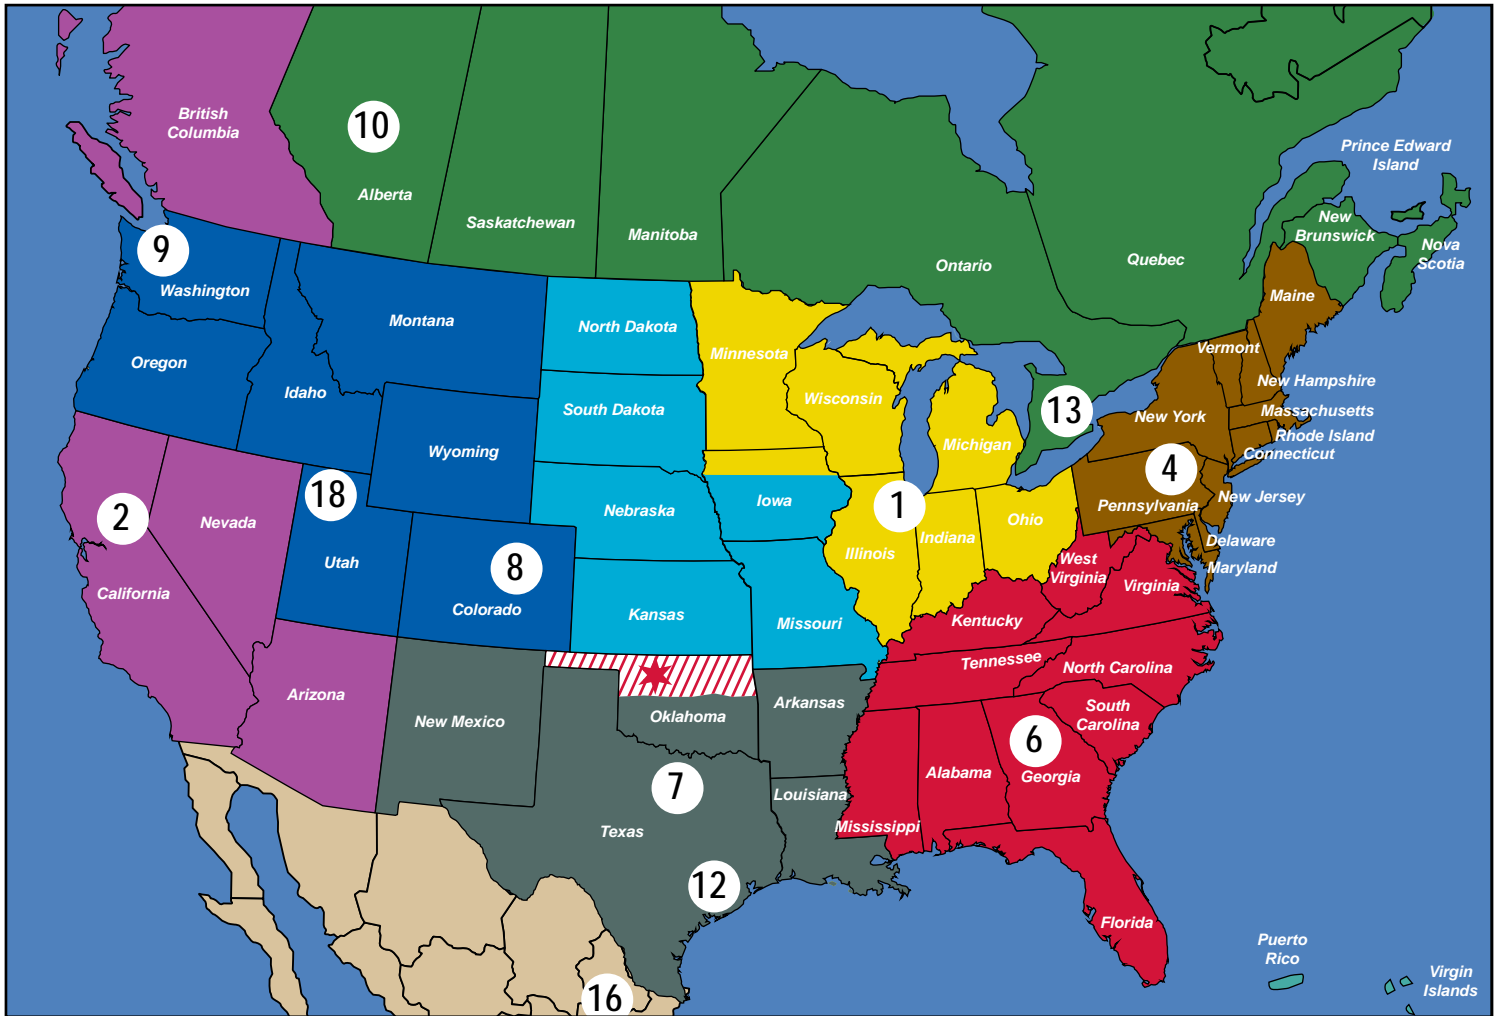 British
Columbia
10
Alberta
Saskatchewan
Manitoba
Ontario
Quebec
Prince Edward
Island
New
Brunswick
Nova
Scotia
9
Washington
Montana
North Dakota
Minnesota
Maine
Oregon
Idaho
South Dakota
Wisconsin
Vermont
New Hampshire
13
New York
Massachusetts
Rhode Island
Connecticut
Wyoming
Michigan
4
Pennsylvania
New Jersey
18
2
Nevada
Nebraska
Iowa
1
Illinois
Indiana
Ohio
Delaware
Maryland
Utah
8
Colorado
California
Kansas
Missouri
West
Virginia
Virginia
Kentucky
Tennessee
North Carolina
South
Carolina
Arizona
New Mexico
Oklahoma
Arkansas
6
Georgia
Alabama
Mississippi
Louisiana
7
Texas
12
Florida
16
Puerto
Rico
Virgin
Islands